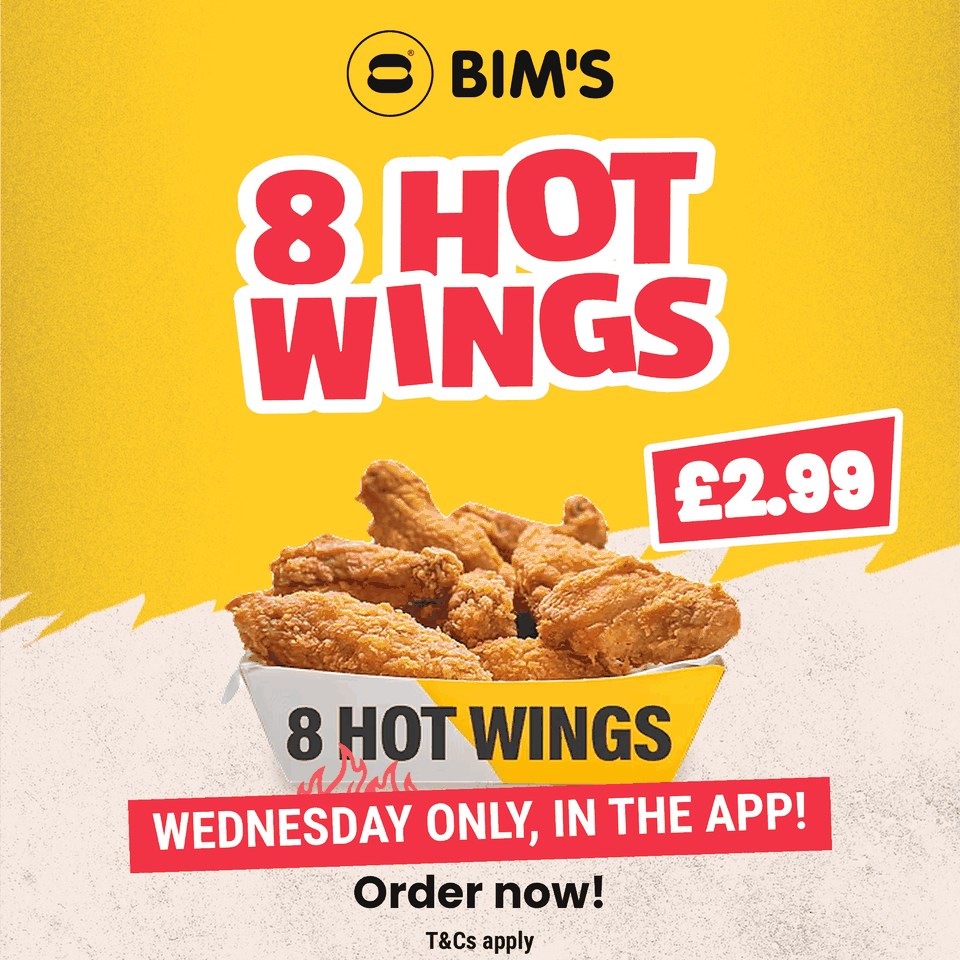 BIM'S
8 HOT
WINGS
£2.99
8 HOT WINGS
WEDNESDAY ONLY, IN THE APP!
Order now!
T&Cs apply